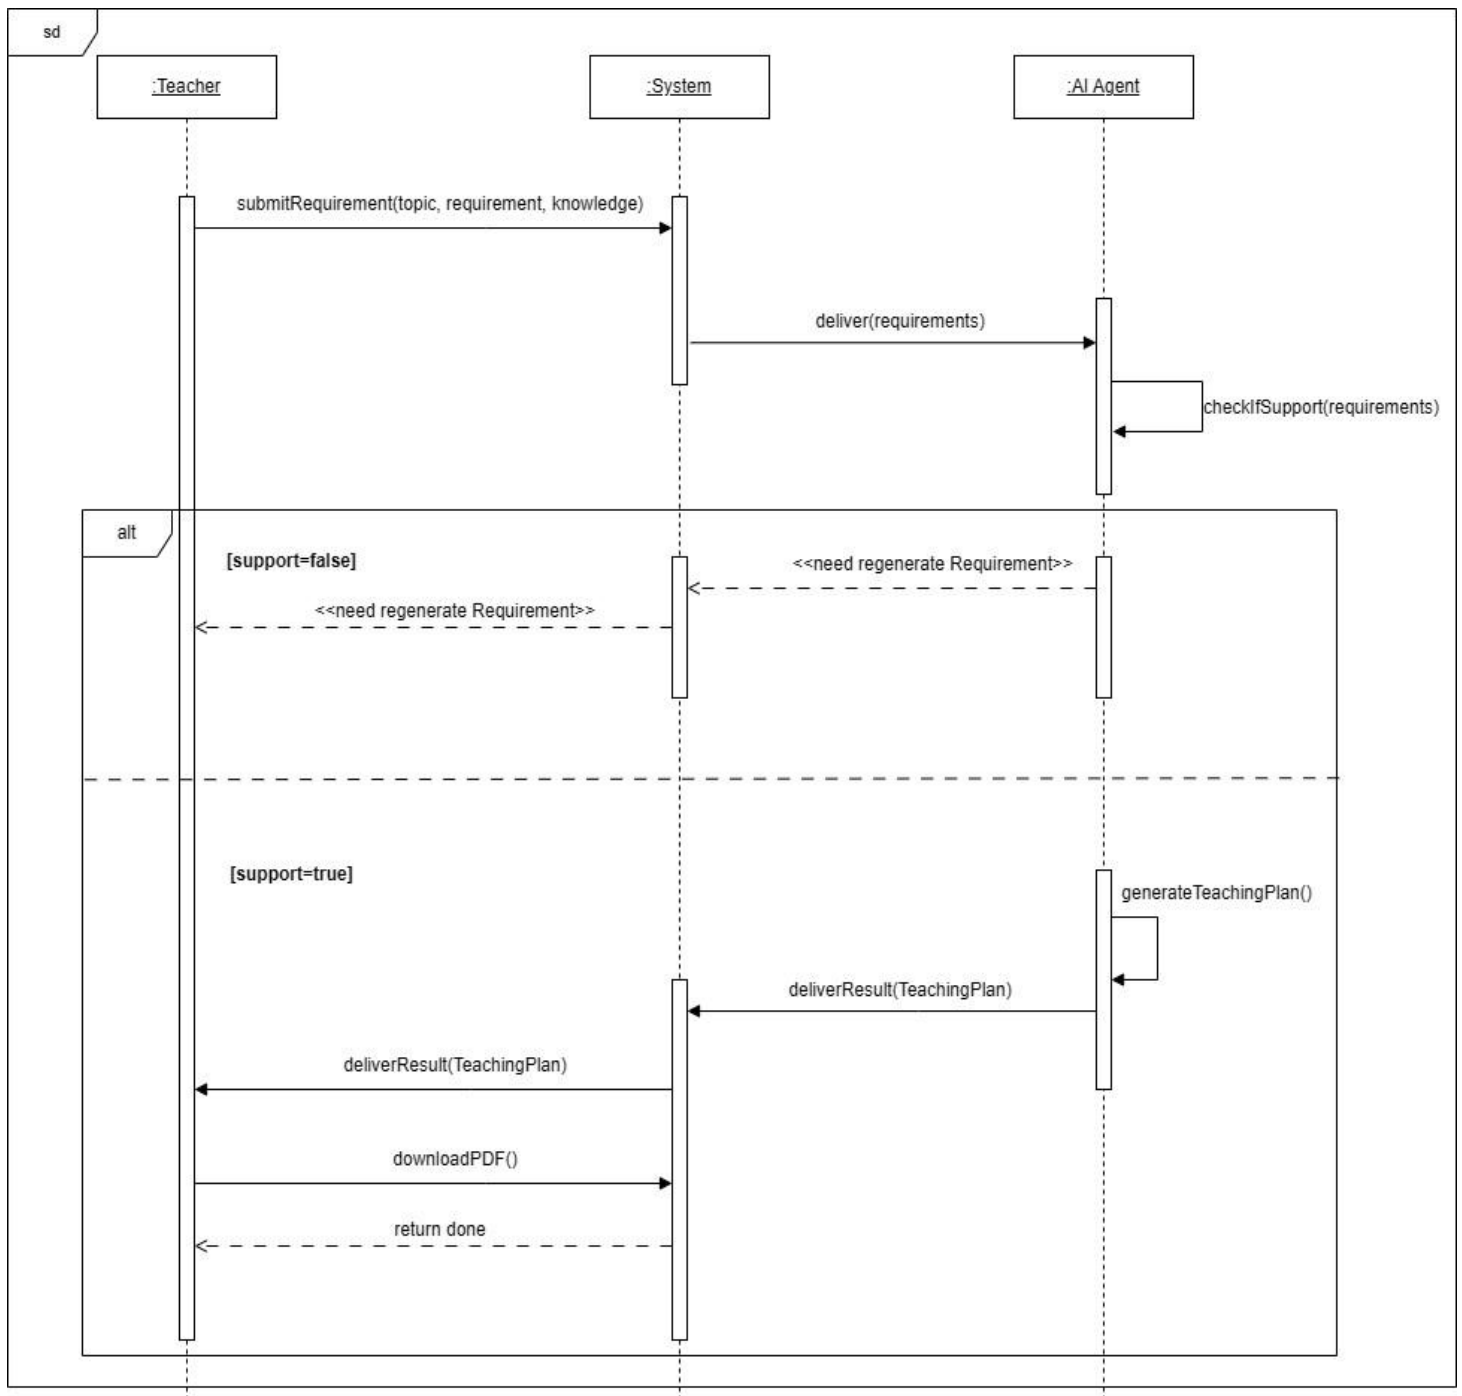 sd
:Teacher
:System
:AI Agent
submitRequirement(topic, requirement, knowledge)
deliver(requirements)
checkIfSupport(requirements)
alt
[support=false]
<<need regenerate Requirement>>
<<need regenerate Requirement>>
[support=true]
generateTeachingPlan()
deliverResult(TeachingPlan)
deliverResult(TeachingPlan)
downloadPDF()
return done